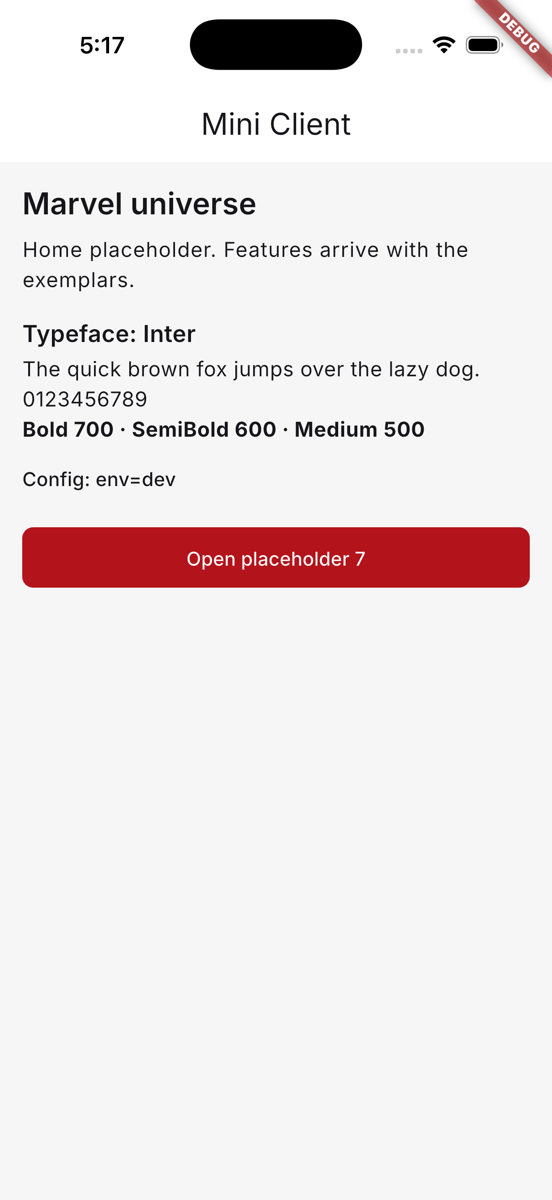 5:17
DEBUG
Mini Client
Marvel universe
Home placeholder. Features arrive with the
exemplars.
Typeface: Inter
The quick brown fox jumps over the lazy dog.
0123456789
Bold 700 · SemiBold 600 · Medium 500
Config: env=dev
Open placeholder 7